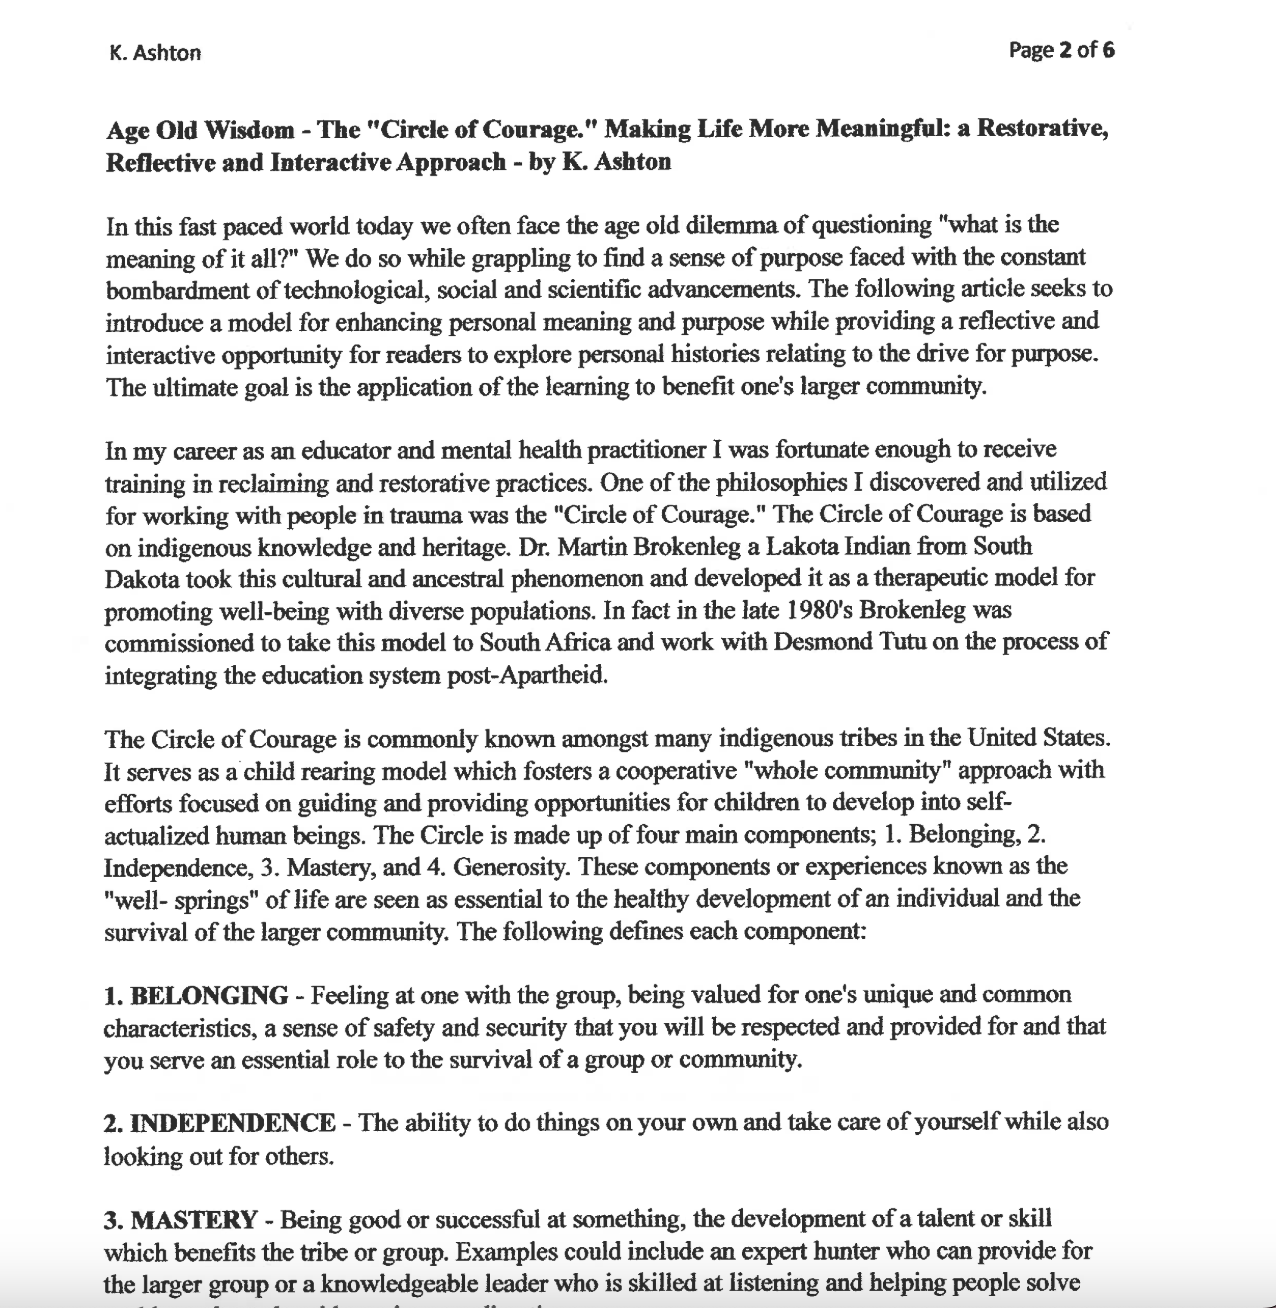 K. Ashton
Page 2 of 6
Age Old Wisdom - The "Circle of Courage." Making Life More Meaningful: a Restorative,
Reflective and Interactive Approach - by K. Ashton
In this fast paced world today we often face the age old dilemma of questioning "what is the
meaning of it all?" We do so while grappling to find a sense of purpose faced with the constant
bombardment of technological, social and scientific advancements. The following article seeks to
introduce a model for enhancing personal meaning and purpose while providing a reflective and
interactive opportunity for readers to explore personal histories relating to the drive for purpose.
The ultimate goal is the application of the learning to benefit one's larger community.
In my career as an educator and mental health practitioner I was fortunate enough to receive
training in reclaiming and restorative practices. One of the philosophies I discovered and utilized
for working with people in trauma was the "Circle of Courage." The Circle of Courage is based
on indigenous knowledge and heritage. Dr. Martin Brokenleg a Lakota Indian from South
Dakota took this cultural and ancestral phenomenon and developed it as a therapeutic model for
promoting well-being with diverse populations. In fact in the late 1980's Brokenleg was
commissioned to take this model to South Africa and work with Desmond Tutu on the process of
integrating the education system post-Apartheid.
The Circle of Courage is commonly known amongst many indigenous tribes in the United States.
It serves as a child rearing model which fosters a cooperative "whole community" approach with
efforts focused on guiding and providing opportunities for children to develop into self-
actualized human beings. The Circle is made up of four main components; 1. Belonging, 2.
Independence, 3. Mastery, and 4. Generosity. These components or experiences known as the
"well- springs" of life are seen as essential to the healthy development of an individual and the
survival of the larger community. The following defines each component:
1. BELONGING - Feeling at one with the group, being valued for one's unique and common
characteristics, a sense of safety and security that you will be respected and provided for and that
you serve an essential role to the survival of a group or community.
2. INDEPENDENCE - The ability to do things on your own and take care of yourself while also
looking out for others.
3. MASTERY - Being good or successful at something, the development of a talent or skill
which benefits the tribe or group. Examples could include an expert hunter who can provide for
the larger group or a knowledgeable leader who is skilled at listening and helping people solve